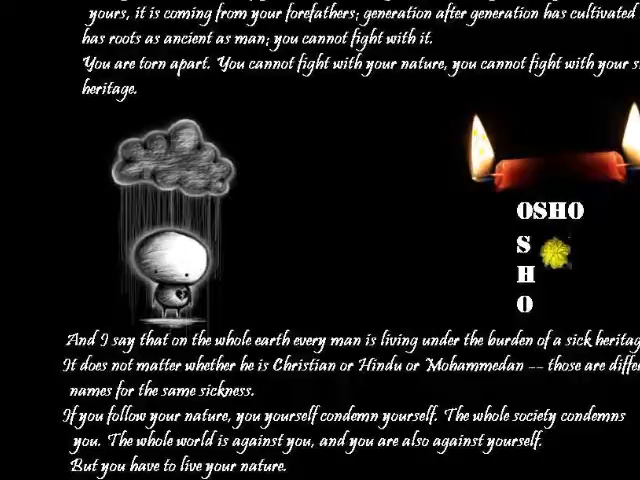 yours, it is coming from your forefathers; generation after generation has cultivated
has roots as ancient as man; you cannot fight with it.
You are torn apart. You cannot fight with your nature, you cannot fight with your s
heritage.
OSHO
S
H
O
And I say that on the whole earth every man is living under the burden of a sick heritag
It does not matter whether he is Christian or Hindu or Mohammedan -- those are diffe
names for the same sickness.
If you follow your nature, you yourself condemn yourself. The whole society condemns
you. The whole world is against you, and you are also against yourself.
But you have to live your nature.